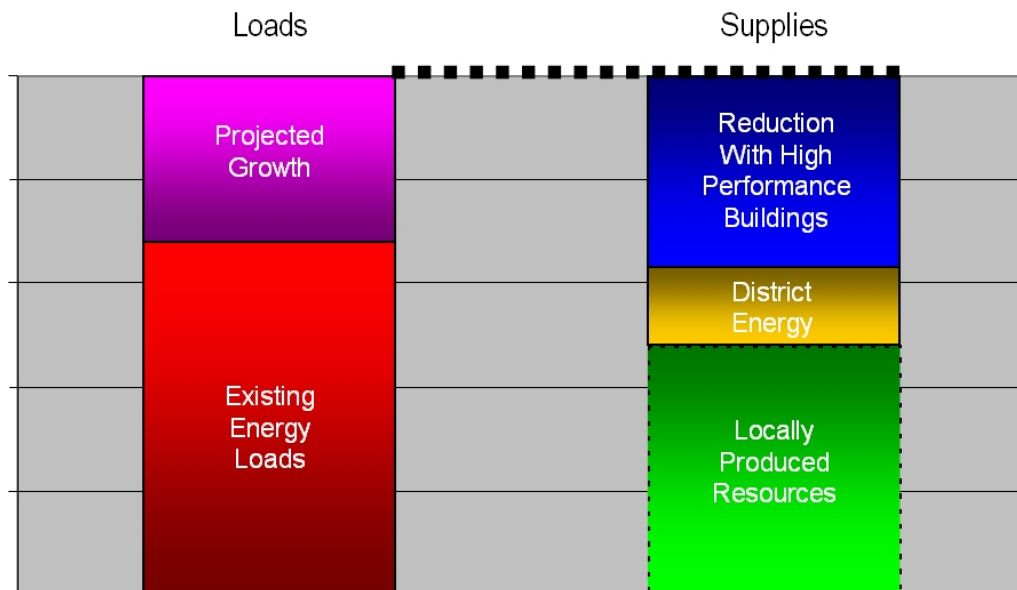 Loads
Supplies
Projected
Growth
Existing
Energy
Loads
Reduction
With High
Performance
Buildings
District
Energy
Locally
Produced
Resources